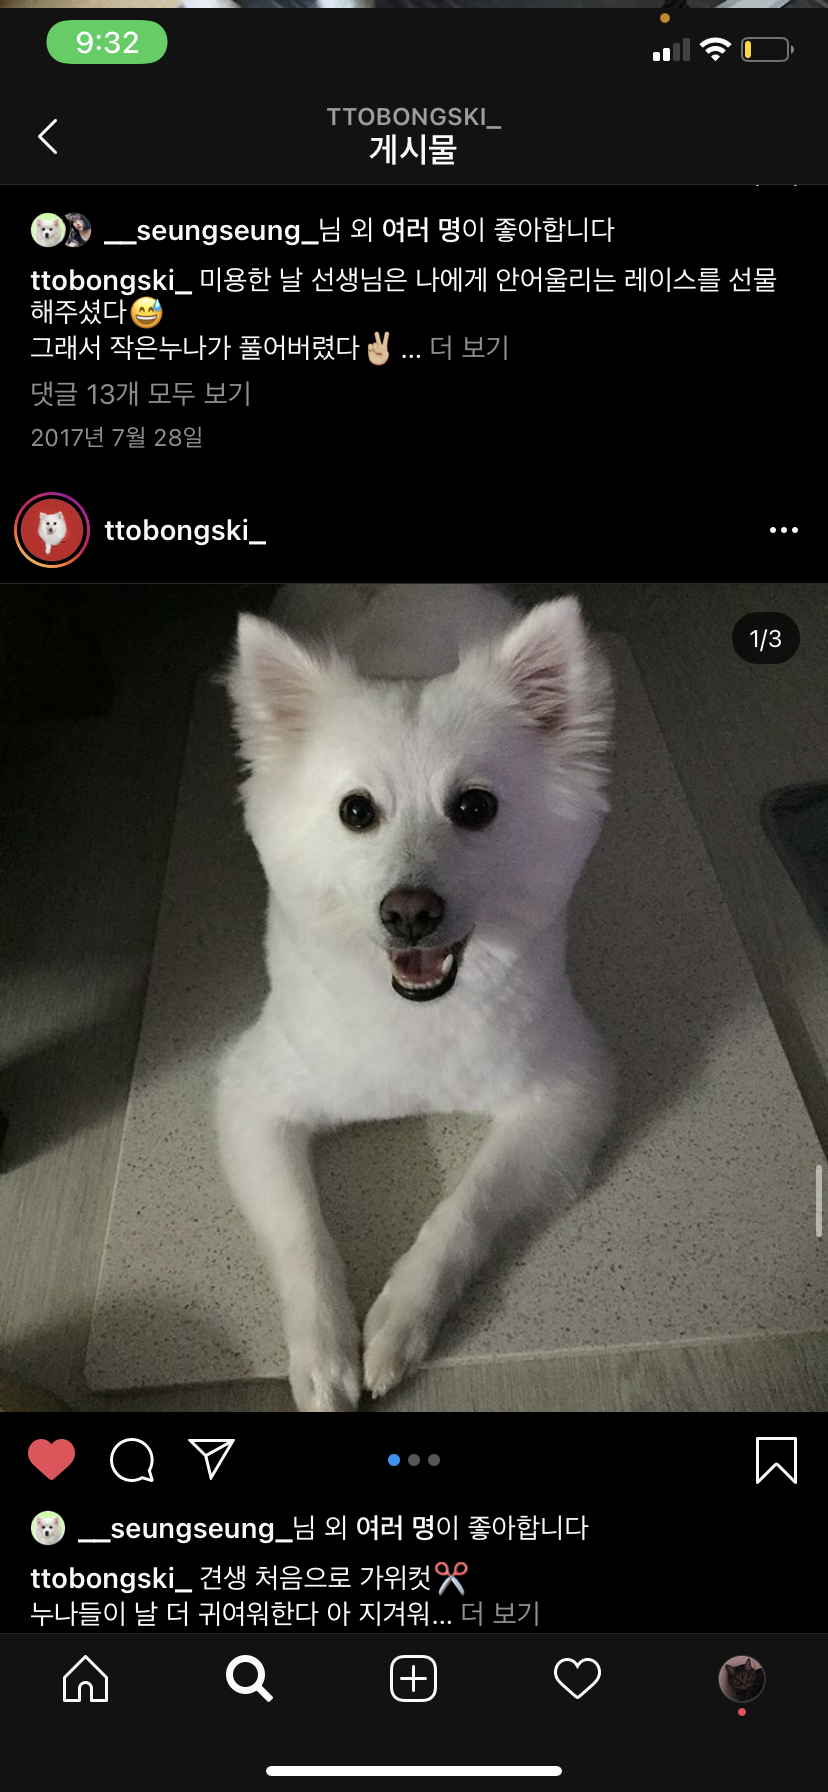 9:32
TTOBONGSKI_
게시물
__seungseung_님 외 여러 명이 좋아합니다
ttobongski_ 미용한 날 선생님은 나에게 안어울리는 레이스를 선물
해주셨다😅
그래서 작은누나가 풀어버렸다✌🏼 ... 더 보기
댓글 13개 모두 보기
2017년 7월 28일
ttobongski_
1/3
__seungseung_님 외 여러 명이 좋아합니다
ttobongski_ 견생 처음으로 가위컷✂️
누나들이 날 더 귀여워한다 아 지겨워... 더 보기